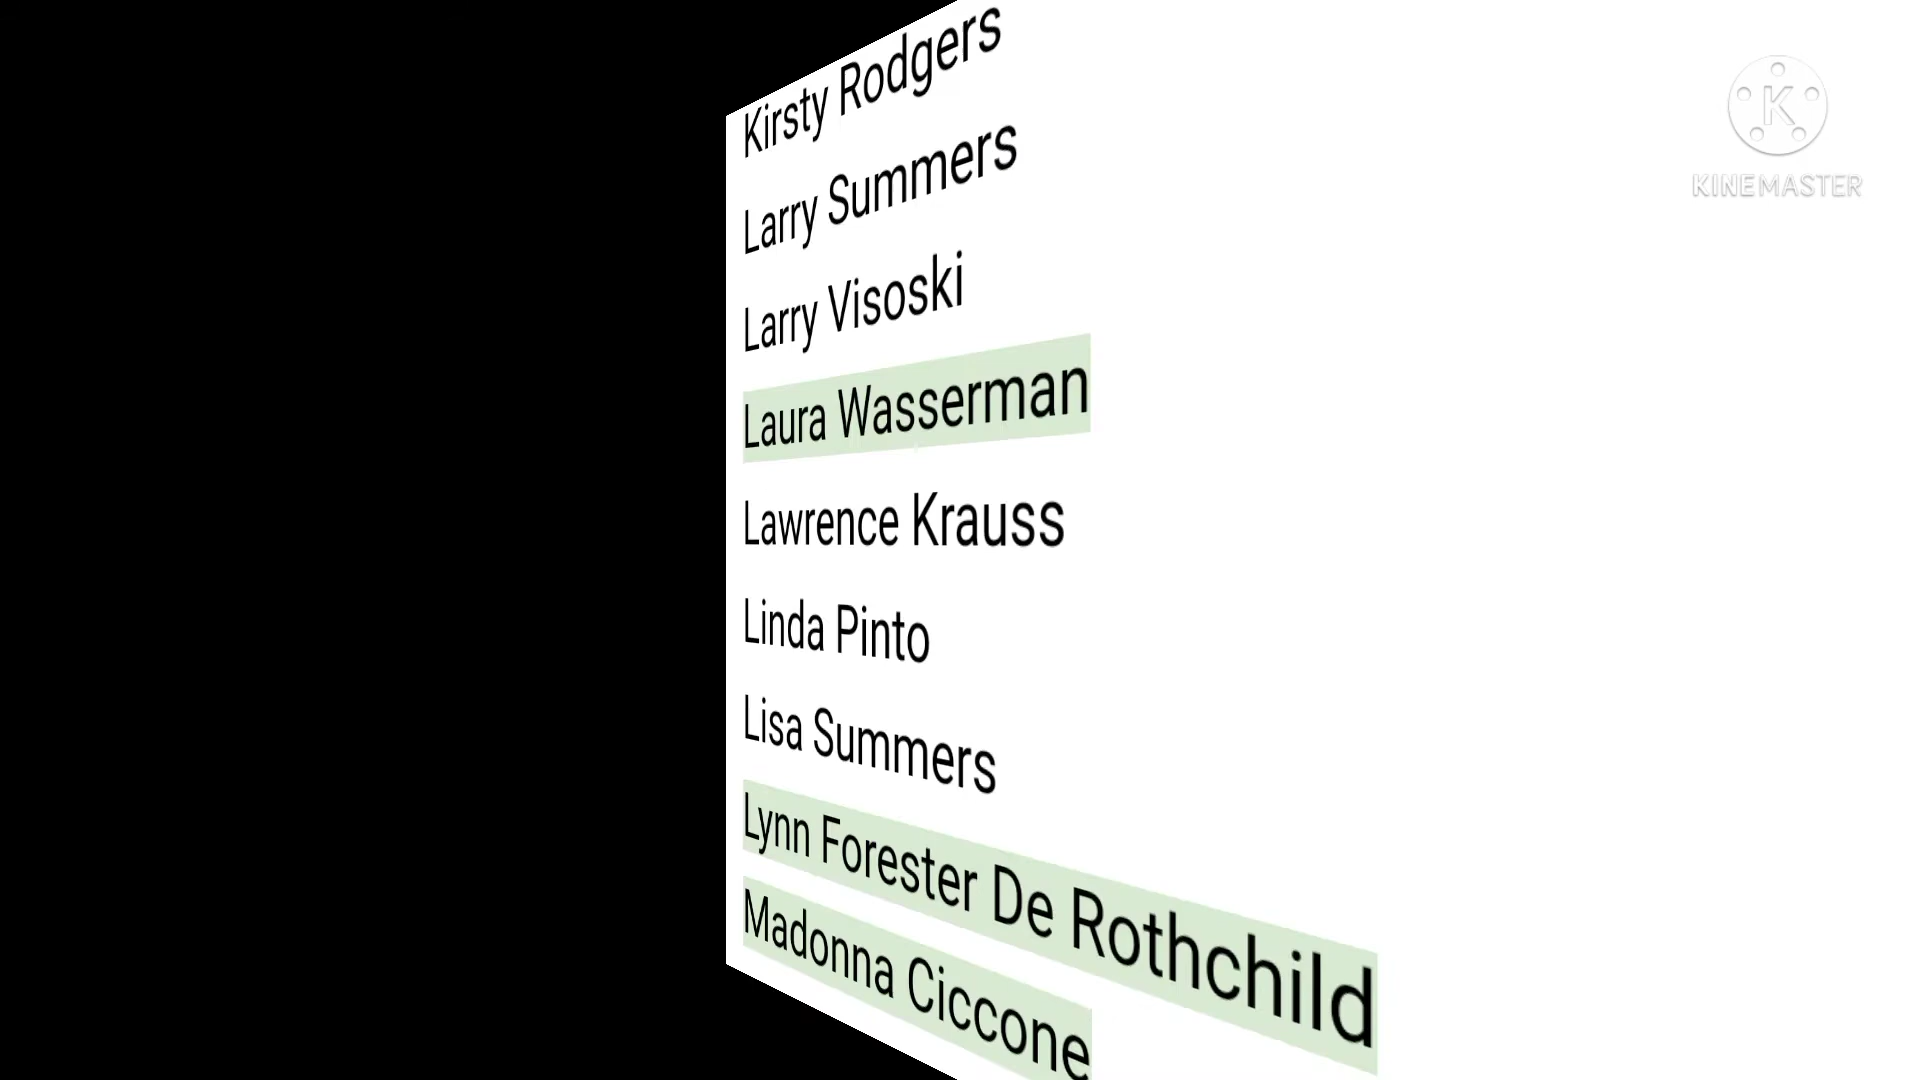 Kirsty Rodgers
Larry Summers
Larry Visoski
Laura Wasserman
Lawrence Krauss
Linda Pinto
Lisa Summers
Lynn Forester De Rothchild
Madonna Ciccone
K
KINEMASTER